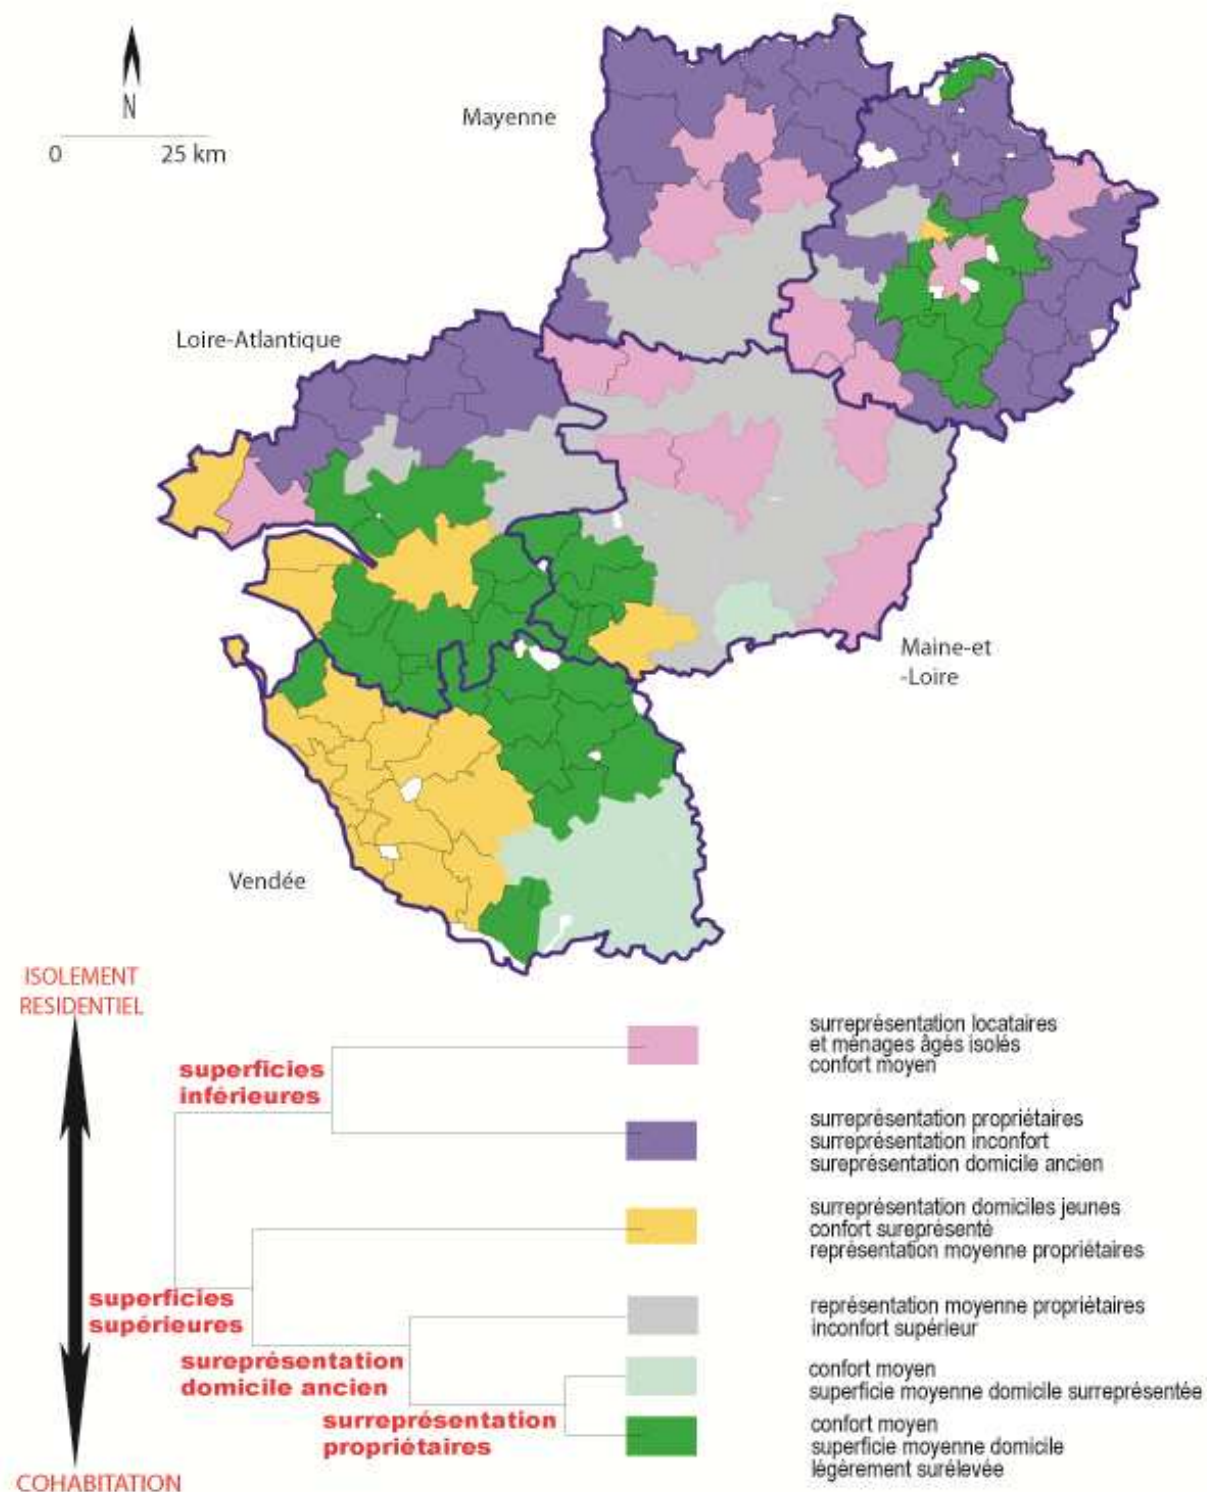 N
0 25 km
Mayenne
Loire-Atlantique
Maine-et
-Loire
Vendée
ISOLEMENT
RESIDENTIEL
superficies
inférieures
superficies
supérieures
sureprésentation
domicile ancien
surreprésentation
propriétaires
COHABITATION
surreprésentation locataires
et ménages âgés isolés
confort moyen
surreprésentation propriétaires
surreprésentation inconfort
sureprésentation domicile ancien
surreprésentation domiciles jeunes
confort sureprésenté
représentation moyenne propriétaires
représentation moyenne propriétaires
inconfort supérieur
confort moyen
superficie moyenne domicile surreprésentée
confort moyen
superficie moyenne domicile
légèrement surélevée